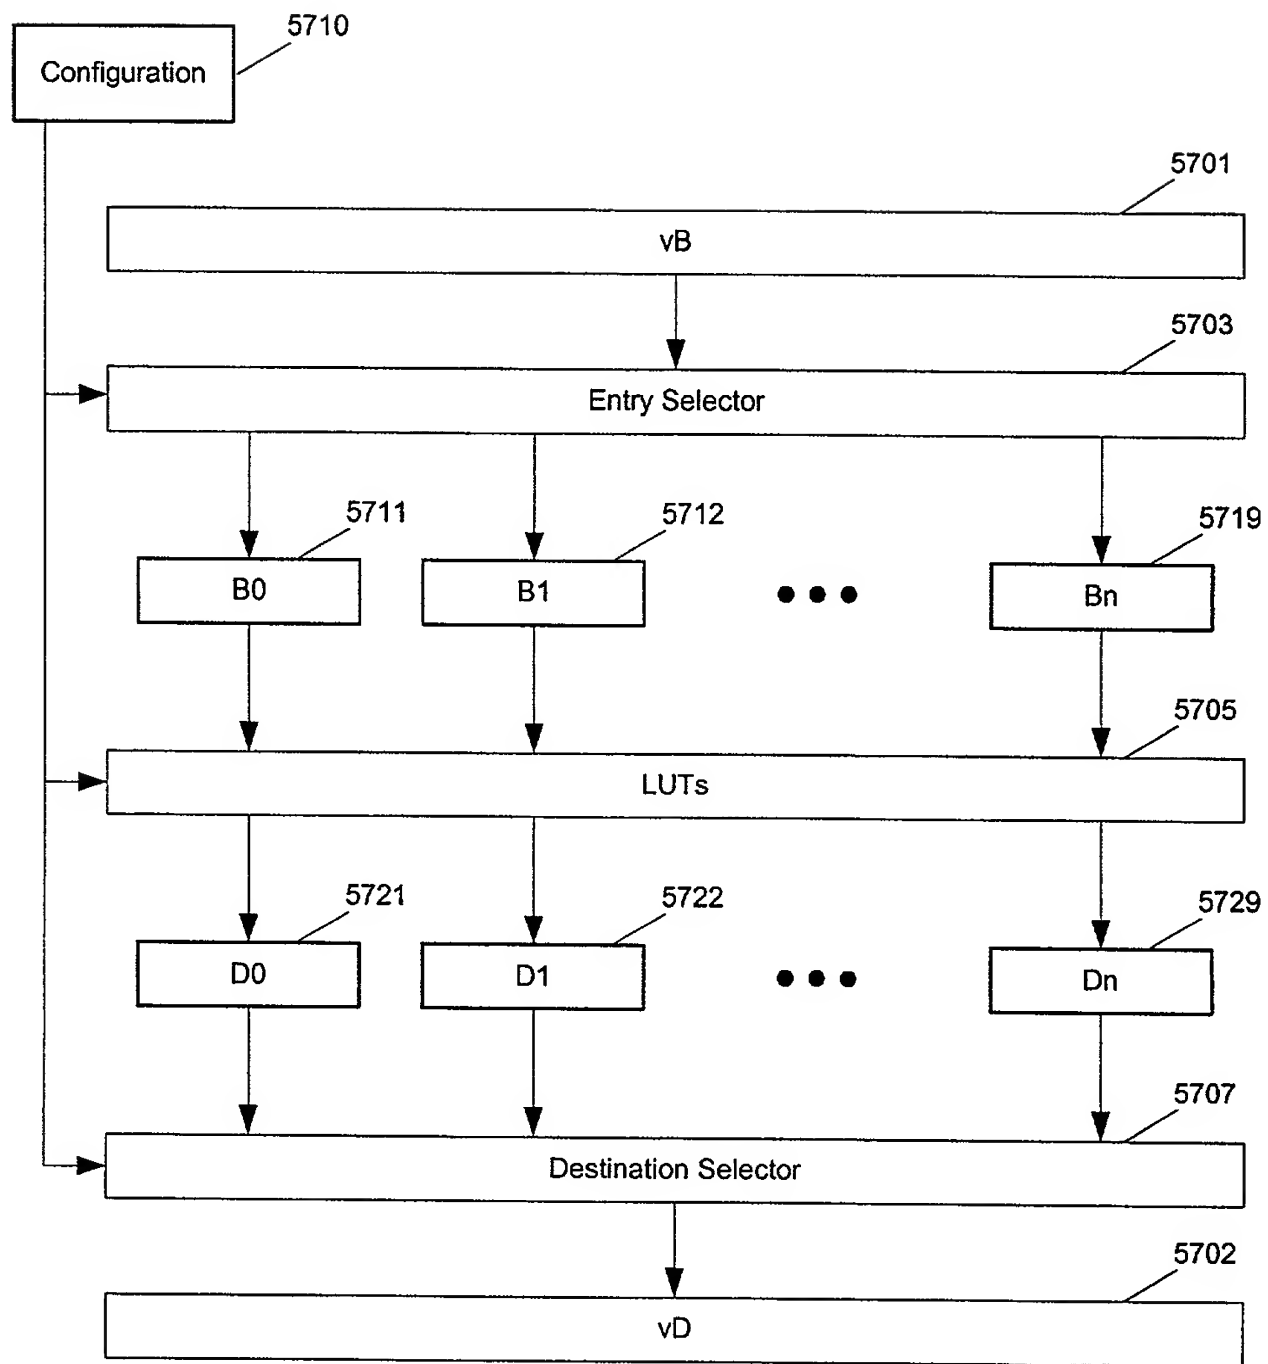 5710
Configuration
5701
vB
5703
Entry Selector
5711 5712 5719
B0 B1 Bn
5705
LUTs
5721 5722 5729
D0 D1 Dn
5707
Destination Selector
5702
vD